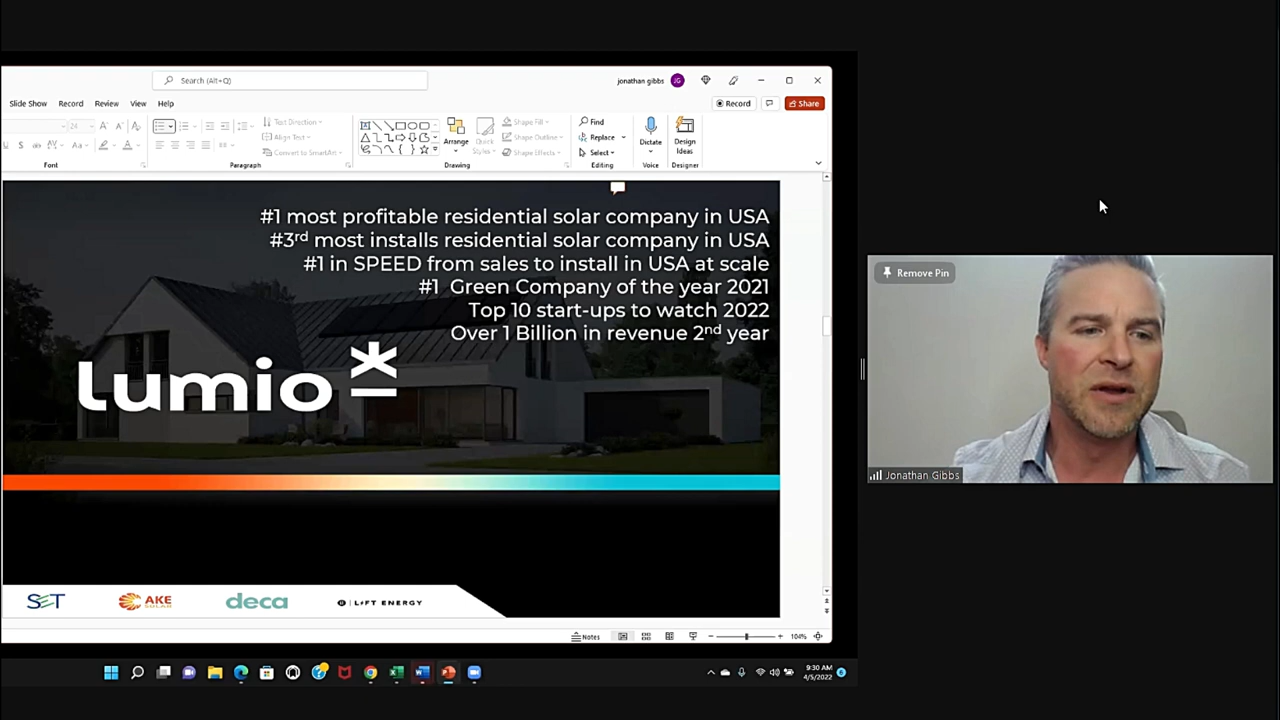 Search (Alt+Q)
jonathan gibbs
JG
Slide Show Record Review View Help
Record
Share
24
Aa
Text Direction
Align Text
Convert to SmartArt
Arrange
Quick Styles
Shape Fill
Shape Outline
Shape Effects
Find
Replace
Select
Dictate
Design Ideas
Font
Paragraph
Drawing
Editing
Voice
Designer
#1 most profitable residential solar company in USA
#3rd most installs residential solar company in USA
#1 in SPEED from sales to install in USA at scale
#1 Green Company of the year 2021
Top 10 start-ups to watch 2022
Over 1 Billion in revenue 2nd year
lumio
SET
AKE SOLAR
deca
LIFT ENERGY
Remove Pin
Jonathan Gibbs
Notes
104%
9:30 AM
4/5/2022